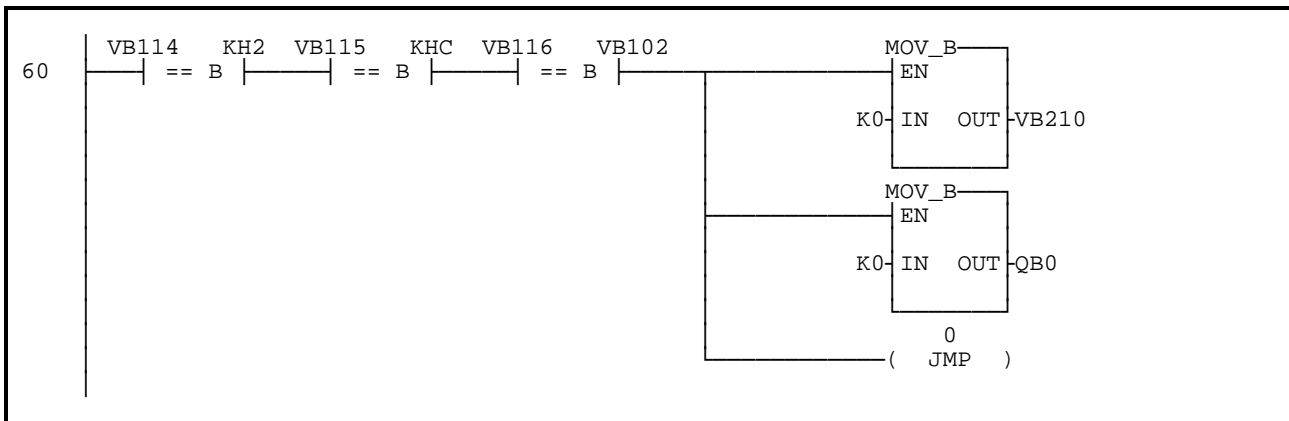 VB114 KH2 VB115 KHC VB116 VB102 MOV_B
60 == B == B == B EN
K0 IN OUT VB210
MOV_B
EN
K0 IN OUT QB0
0
( JMP )